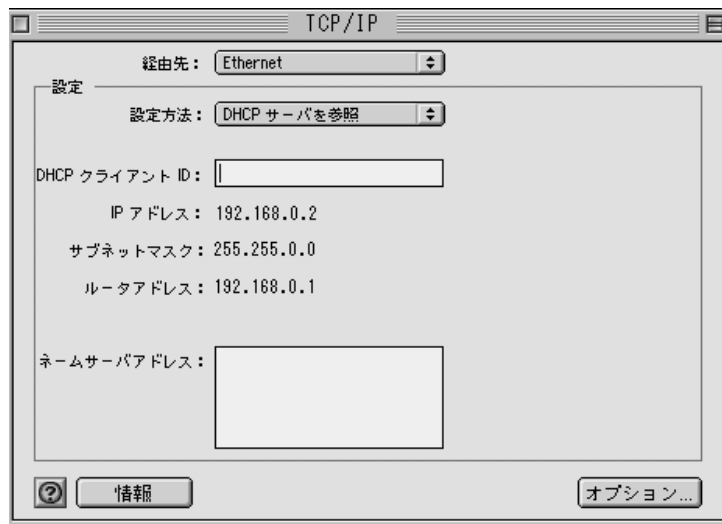 TCP/IP
経由先： Ethernet
設定
設定方法： DHCP サーバを参照
DHCP クライアント ID：
IP アドレス： 192.168.0.2
サブネットマスク： 255.255.0.0
ルータアドレス： 192.168.0.1
ネームサーバアドレス：
? 情報 オプション...